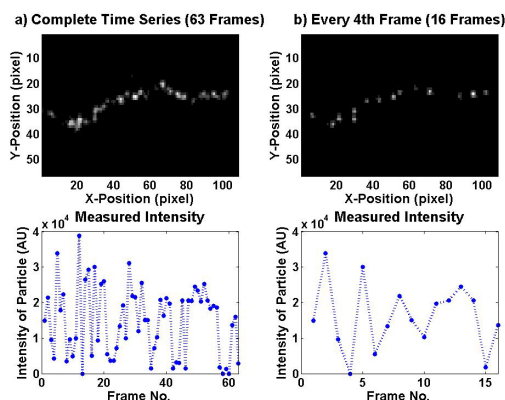 a) Complete Time Series (63 Frames)
b) Every 4th Frame (16 Frames)
10
20
30
40
50
Y-Position (pixel)
20 40 60 80 100
X-Position (pixel)
10
20
30
40
50
Y-Position (pixel)
20 40 60 80 100
X-Position (pixel)
Measured Intensity
x 10^4
4
3
2
1
0
Intensity of Particle (AU)
0 20 40 60
Frame No.
Measured Intensity
x 10^4
4
3
2
1
0
Intensity of Particle (AU)
0 5 10 15
Frame No.